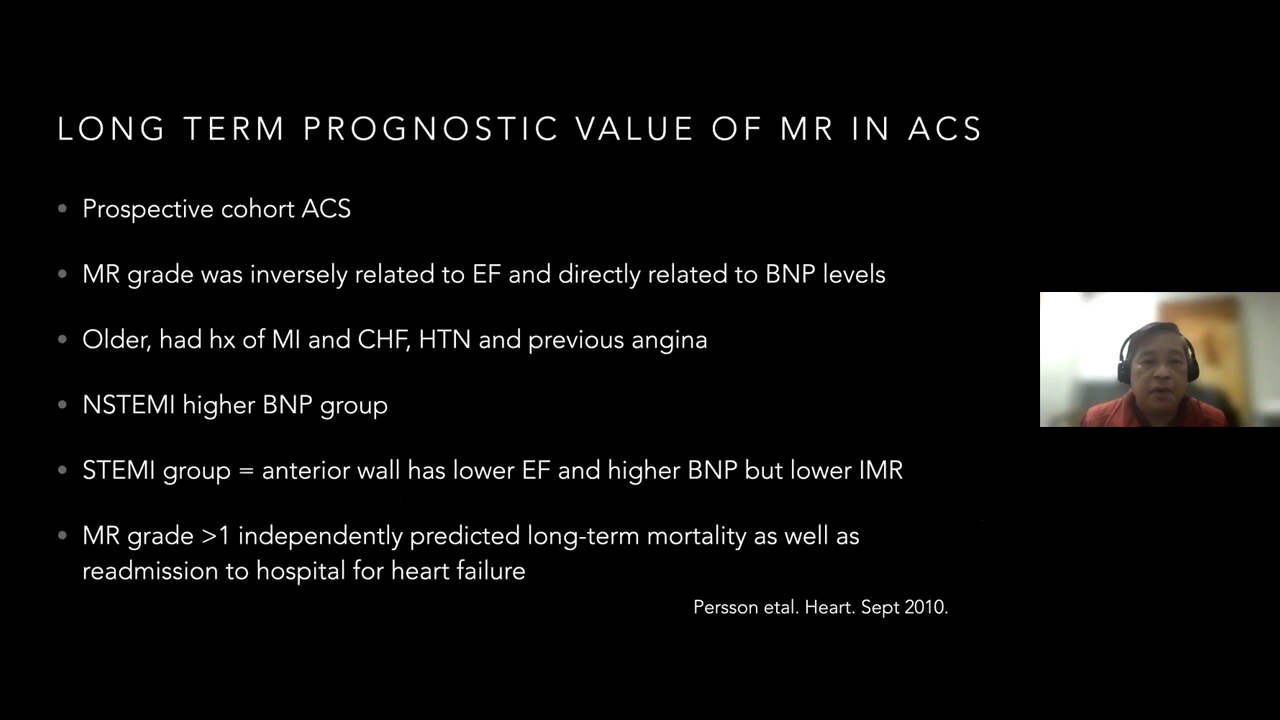 LONG TERM PROGNOSTIC VALUE OF MR IN ACS
• Prospective cohort ACS
• MR grade was inversely related to EF and directly related to BNP levels
• Older, had hx of MI and CHF, HTN and previous angina
• NSTEMI higher BNP group
• STEMI group = anterior wall has lower EF and higher BNP but lower IMR
• MR grade >1 independently predicted long-term mortality as well as
readmission to hospital for heart failure
Persson etal. Heart. Sept 2010.